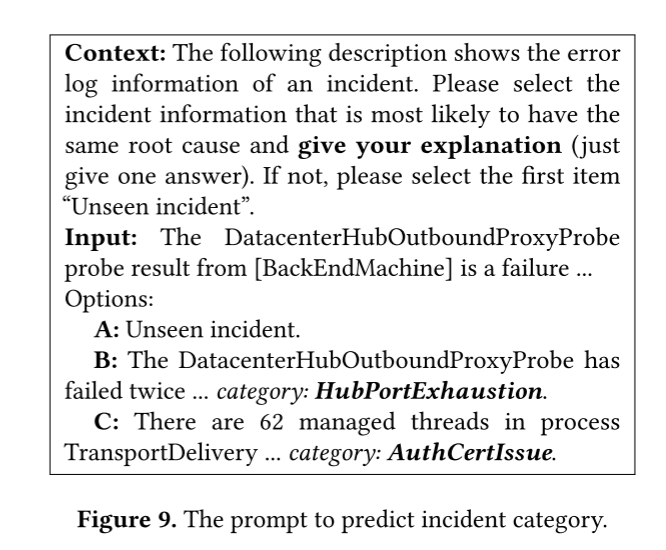 Context: The following description shows the error
log information of an incident. Please select the
incident information that is most likely to have the
same root cause and give your explanation (just
give one answer). If not, please select the first item
“Unseen incident”.
Input: The DatacenterHubOutboundProxyProbe
probe result from [BackEndMachine] is a failure ...
Options:
A: Unseen incident.
B: The DatacenterHubOutboundProxyProbe has
failed twice ... category: HubPortExhaustion.
C: There are 62 managed threads in process
TransportDelivery ... category: AuthCertIssue.
Figure 9. The prompt to predict incident category.